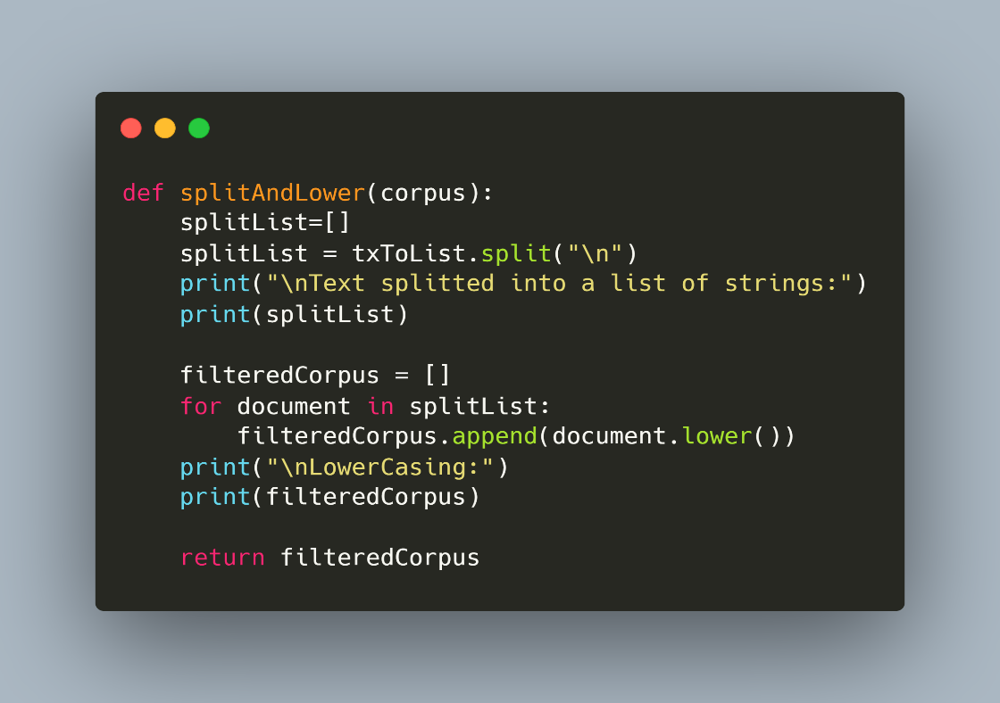 def splitAndLower(corpus):
    splitList=[]
    splitList = txToList.split("\n")
    print("\nText splitted into a list of strings:")
    print(splitList)

    filteredCorpus = []
    for document in splitList:
        filteredCorpus.append(document.lower())
    print("\nLowerCasing:")
    print(filteredCorpus)

    return filteredCorpus